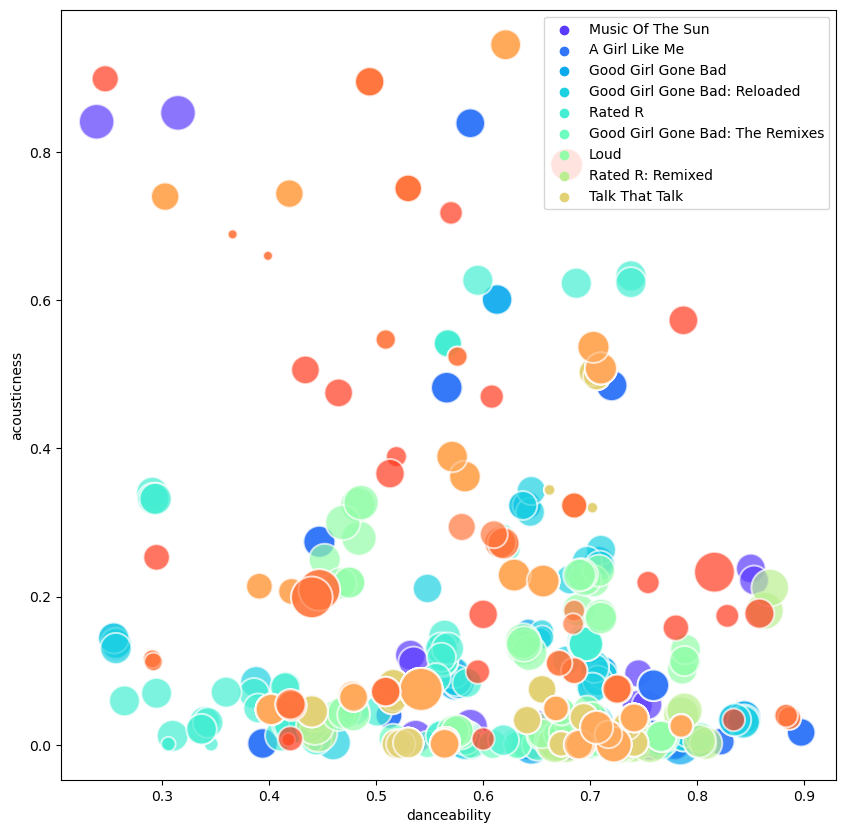 Music Of The Sun
A Girl Like Me
Good Girl Gone Bad
Good Girl Gone Bad: Reloaded
Rated R
Good Girl Gone Bad: The Remixes
Loud
Rated R: Remixed
Talk That Talk
0.8
0.6
0.4
0.2
0.0
acousticness
0.3 0.4 0.5 0.6 0.7 0.8 0.9
danceability